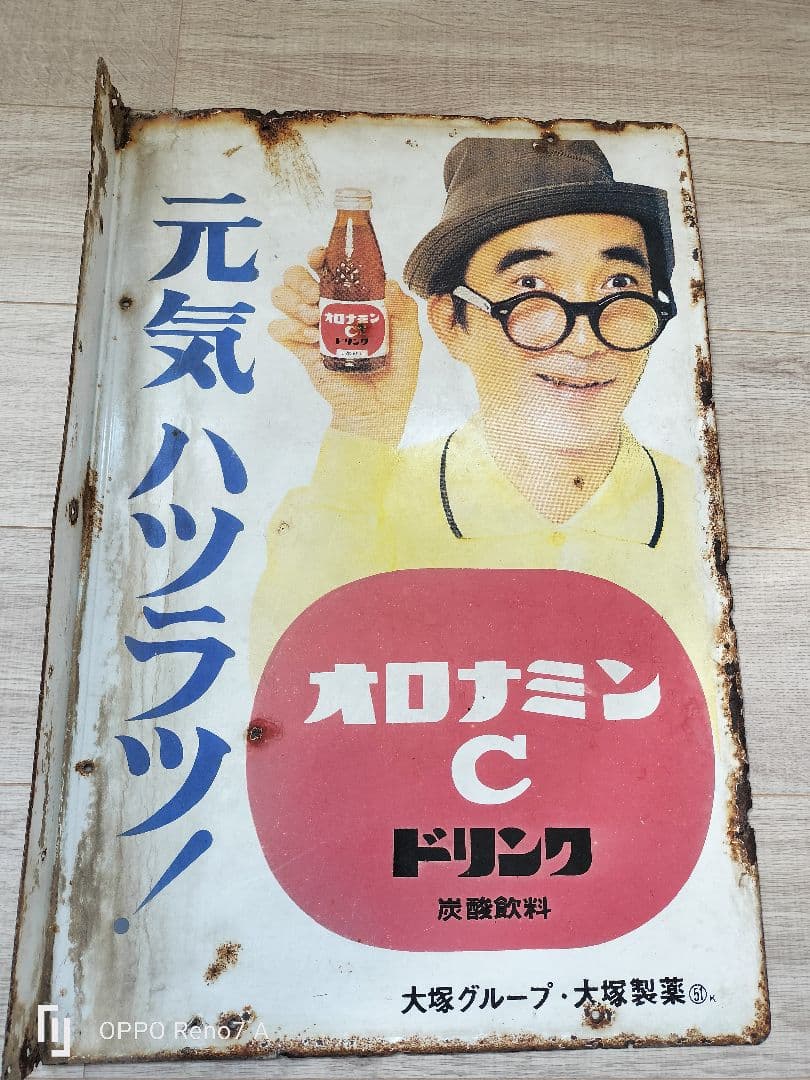 元気ハツラツ!
オロナミン
C
ドリンク
オロナミン
C
ドリンク
炭酸飲料
大塚グループ・大塚製薬 51 K
OPPO Reno7 A